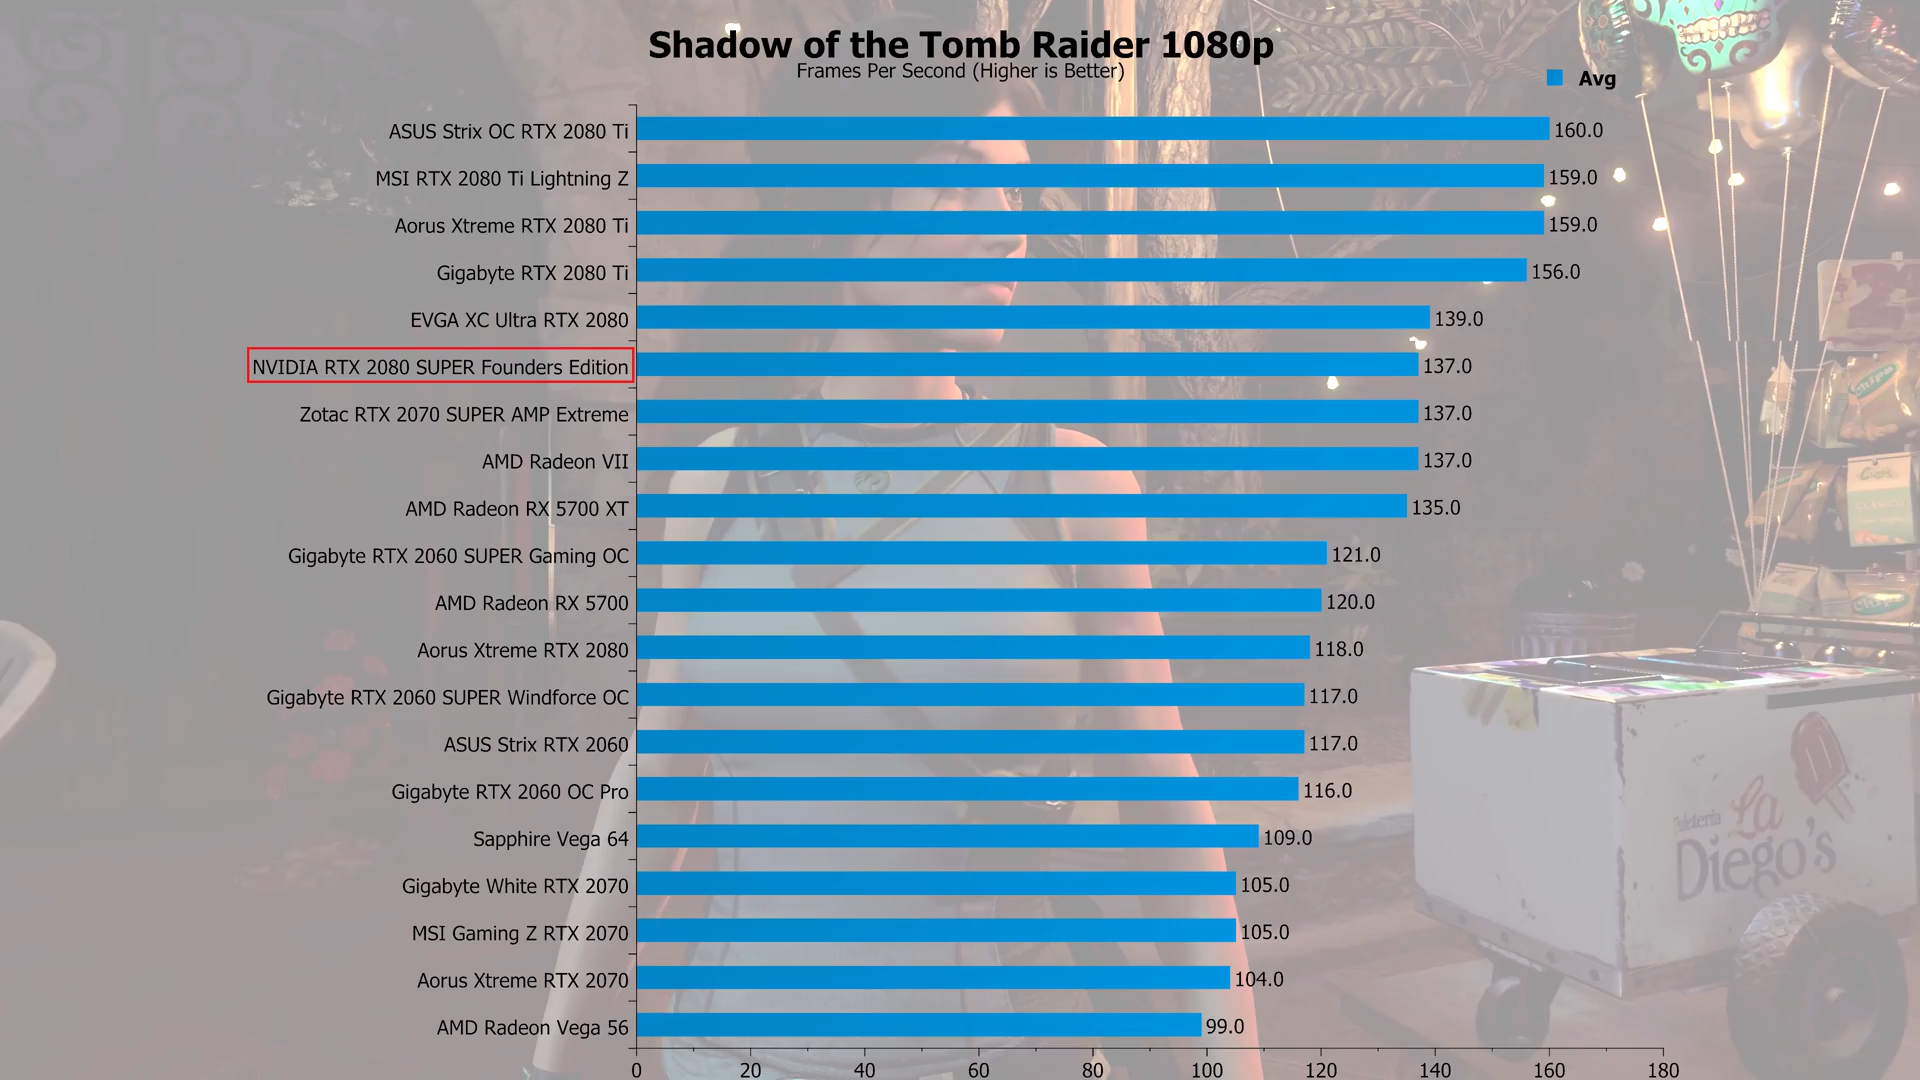 Shadow of the Tomb Raider 1080p
Frames Per Second (Higher is Better)
Avg
ASUS Strix OC RTX 2080 Ti 160.0
MSI RTX 2080 Ti Lightning Z 159.0
Aorus Xtreme RTX 2080 Ti 159.0
Gigabyte RTX 2080 Ti 156.0
EVGA XC Ultra RTX 2080 139.0
NVIDIA RTX 2080 SUPER Founders Edition 137.0
Zotac RTX 2070 SUPER AMP Extreme 137.0
AMD Radeon VII 137.0
AMD Radeon RX 5700 XT 135.0
Gigabyte RTX 2060 SUPER Gaming OC 121.0
AMD Radeon RX 5700 120.0
Aorus Xtreme RTX 2080 118.0
Gigabyte RTX 2060 SUPER Windforce OC 117.0
ASUS Strix RTX 2060 117.0
Gigabyte RTX 2060 OC Pro 116.0
Sapphire Vega 64 109.0
Gigabyte White RTX 2070 105.0
MSI Gaming Z RTX 2070 105.0
Aorus Xtreme RTX 2070 104.0
AMD Radeon Vega 56 99.0
0 20 40 60 80 100 120 140 160 180
Chips
Chips
La
Diego's